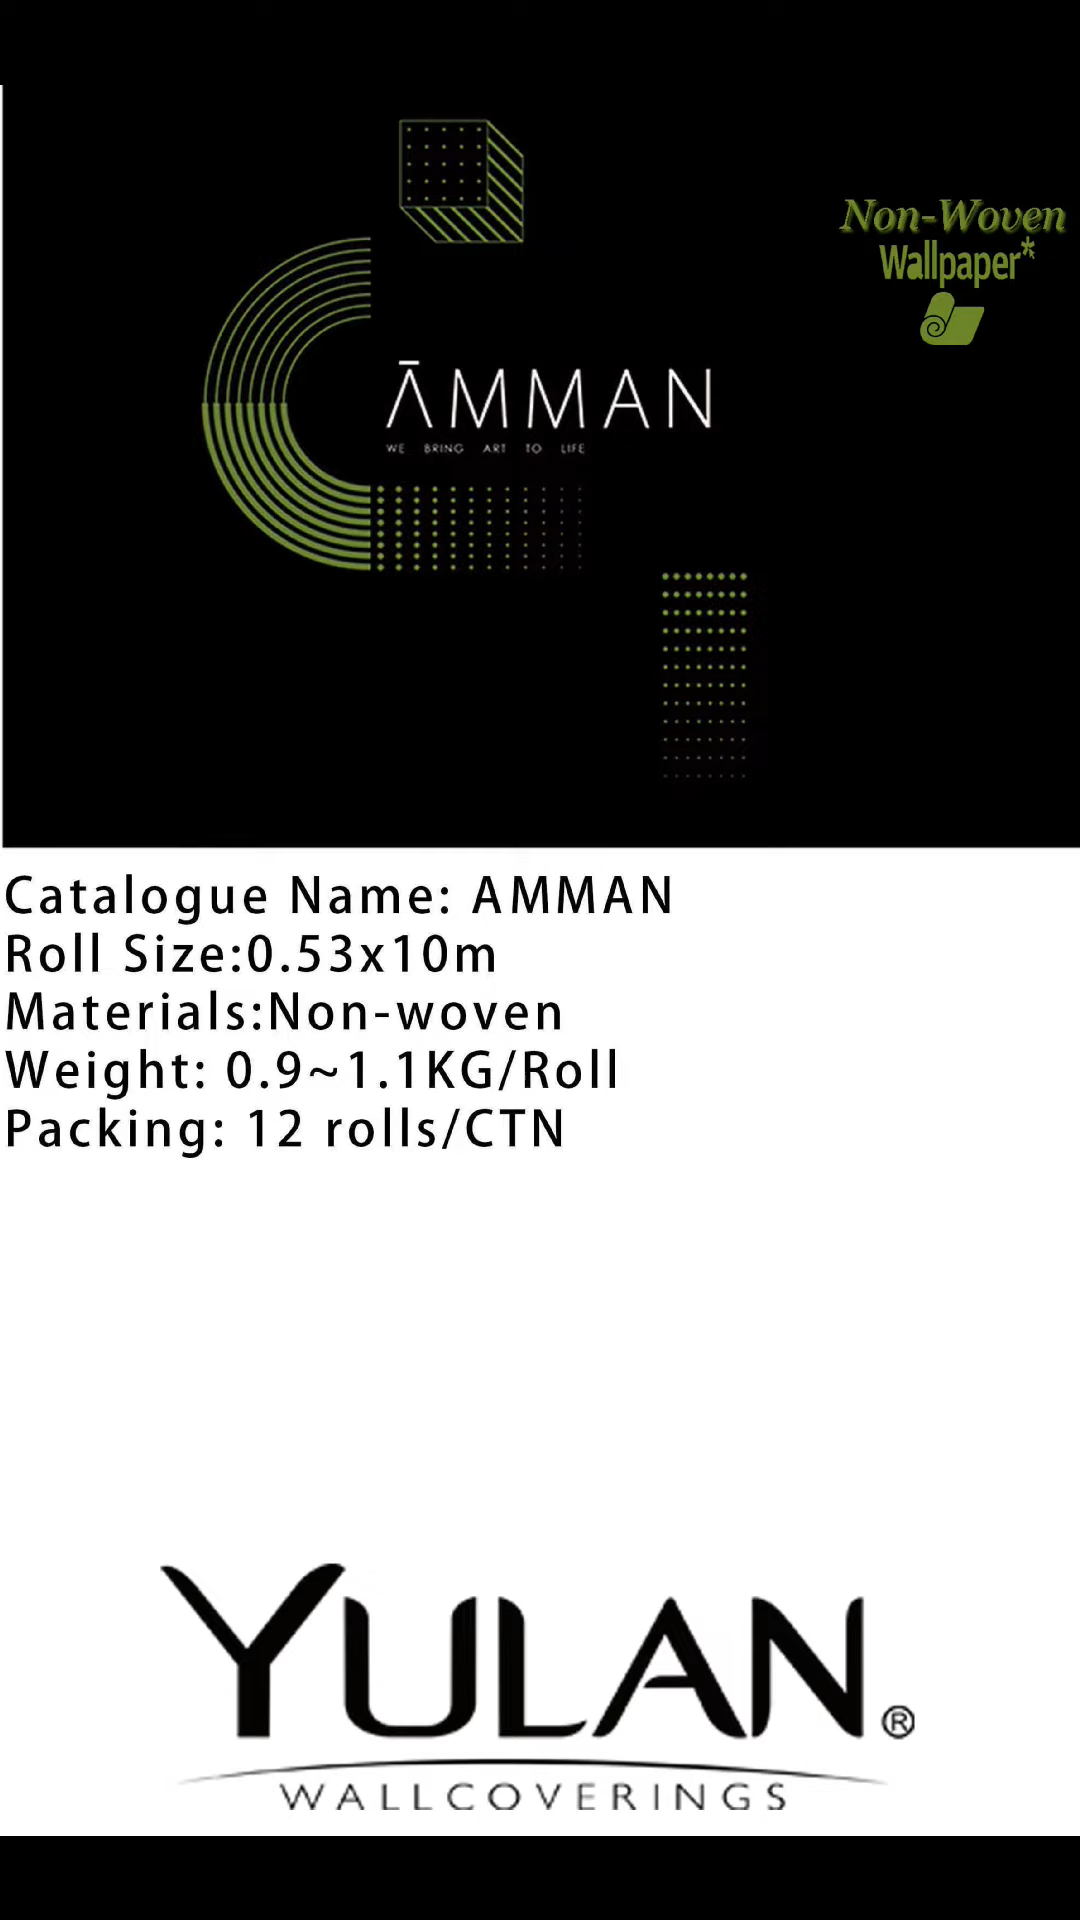 Non-Woven
Wallpaper*
ĀMMAN
WE BRING ART TO LIFE
Catalogue Name: AMMAN
Roll Size:0.53x10m
Materials:Non-woven
Weight: 0.9~1.1KG/Roll
Packing: 12 rolls/CTN
YULAN®
WALLCOVERINGS